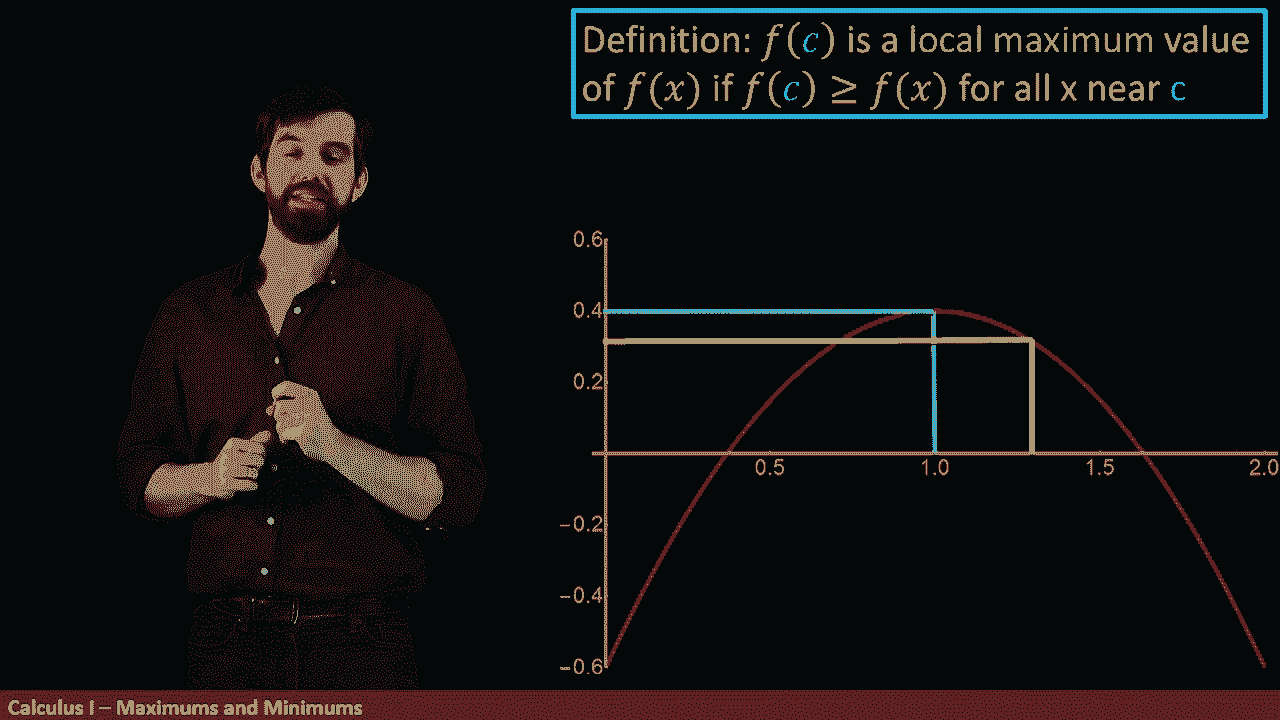 Definition: f(c) is a local maximum value
of f(x) if f(c) ≥ f(x) for all x near c
0.6
0.4
0.2
0.5 1.0 1.5 2.0
−0.2
−0.4
−0.6
Calculus I – Maximums and Minimums